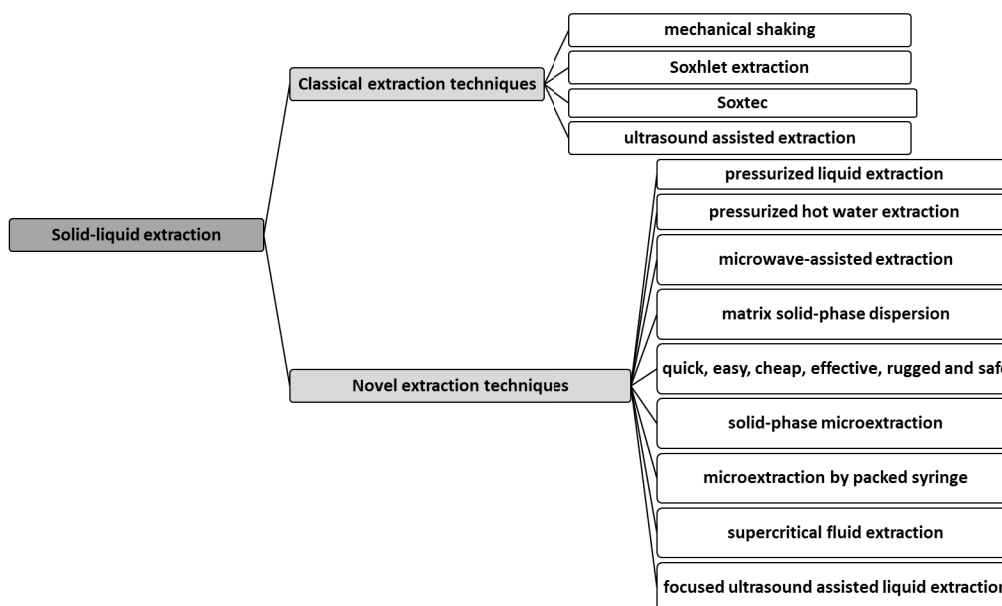 mechanical shaking
Soxhlet extraction
Classical extraction techniques
Soxtec
ultrasound assisted extraction
pressurized liquid extraction
pressurized hot water extraction
Solid-liquid extraction
microwave-assisted extraction
matrix solid-phase dispersion
quick, easy, cheap, effective, rugged and safe
Novel extraction techniques
solid-phase microextraction
microextraction by packed syringe
supercritical fluid extraction
focused ultrasound assisted liquid extraction